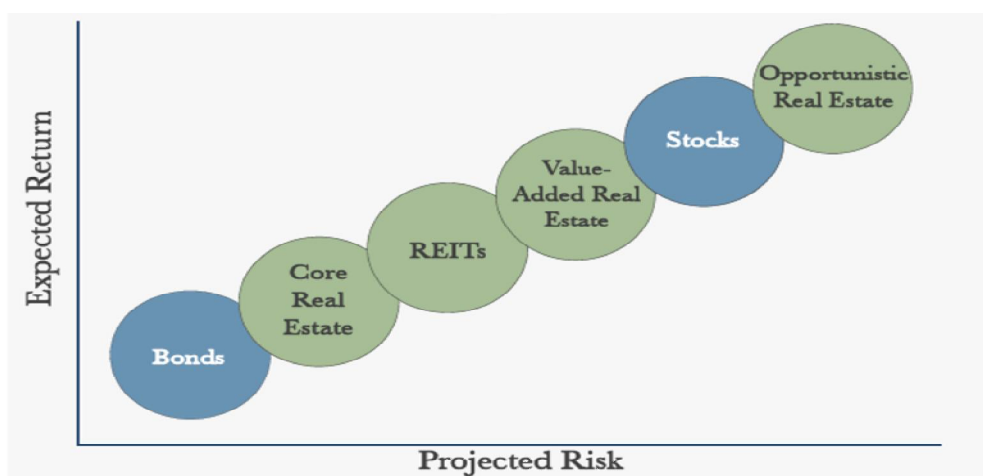 Opportunistic
Real Estate
Stocks
Value-
Added Real
Estate
REITs
Core
Real
Estate
Bonds
Expected Return
Projected Risk